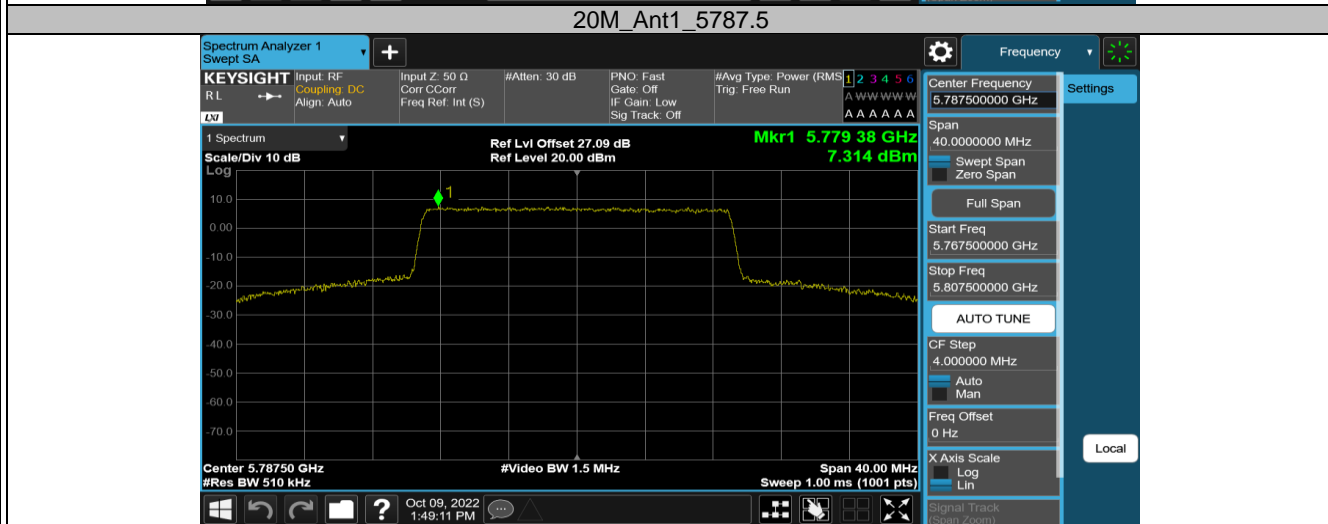 20M_Ant1_5787.5
Spectrum Analyzer 1
Swept SA
Frequency
KEYSIGHT
RL
LXI
Input: RF
Coupling: DC
Align: Auto
Input Z: 50 Ω
Corr CCorr
Freq Ref: Int (S)
#Atten: 30 dB
PNO: Fast
Gate: Off
IF Gain: Low
Sig Track: Off
#Avg Type: Power (RMS
Trig: Free Run
1 2 3 4 5 6
A W W W W W
A A A A A A
Center Frequency
5.787500000 GHz
Settings
1 Spectrum
Scale/Div 10 dB
Log
Ref Lvl Offset 27.09 dB
Ref Level 20.00 dBm
Mkr1 5.779 38 GHz
7.314 dBm
Span
40.0000000 MHz
Swept Span
Zero Span
Full Span
Start Freq
5.767500000 GHz
Stop Freq
5.807500000 GHz
AUTO TUNE
CF Step
4.000000 MHz
Auto
Man
Freq Offset
0 Hz
X Axis Scale
Log
Lin
Signal Track
(Span Zoom)
Local
1
10.0
0.00
-10.0
-20.0
-30.0
-40.0
-50.0
-60.0
-70.0
Center 5.78750 GHz
#Res BW 510 kHz
#Video BW 1.5 MHz
Span 40.00 MHz
Sweep 1.00 ms (1001 pts)
?
Oct 09, 2022
1:49:11 PM